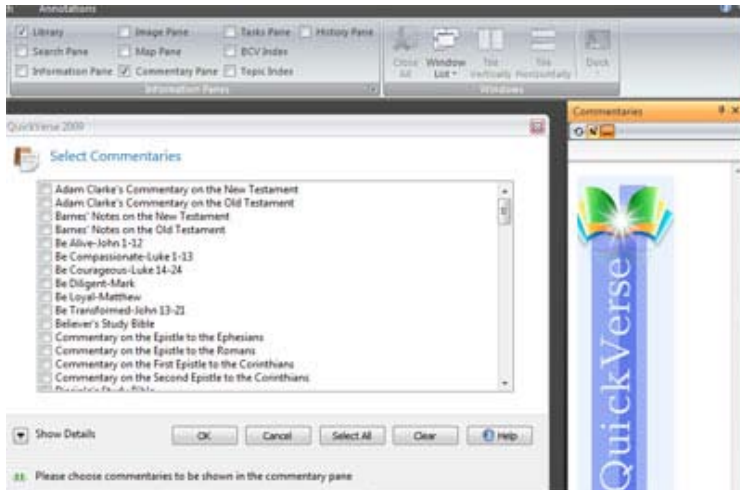 Annotations
Library Image Pane Tasks Pane History Pane
Search Pane Map Pane BCV Index
Information Pane Commentary Pane Topic Index
Close All Window List Tile Vertically Tile Horizontally Dock
Information Panes Windows
QuickVerse 2009
Commentaries
Select Commentaries
Adam Clarke's Commentary on the New Testament
Adam Clarke's Commentary on the Old Testament
Barnes' Notes on the New Testament
Barnes' Notes on the Old Testament
Be Alive-John 1-12
Be Compassionate-Luke 1-13
Be Courageous-Luke 14-24
Be Diligent-Mark
Be Loyal-Matthew
Be Transformed-John 13-21
Believer's Study Bible
Commentary on the Epistle to the Ephesians
Commentary on the Epistle to the Romans
Commentary on the First Epistle to the Corinthians
Commentary on the Second Epistle to the Corinthians
Disciple's Study Bible
Show Details OK Cancel Select All Clear Help
Please choose commentaries to be shown in the commentary pane
QuickVerse